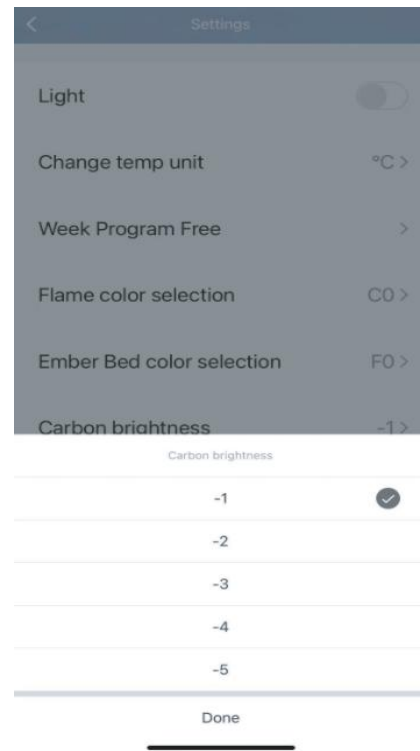 Settings
Light
Change temp unit °C >
Week Program Free >
Flame color selection C0 >
Ember Bed color selection F0 >
Carbon brightness -1 >
Carbon brightness
-1
-2
-3
-4
-5
Done